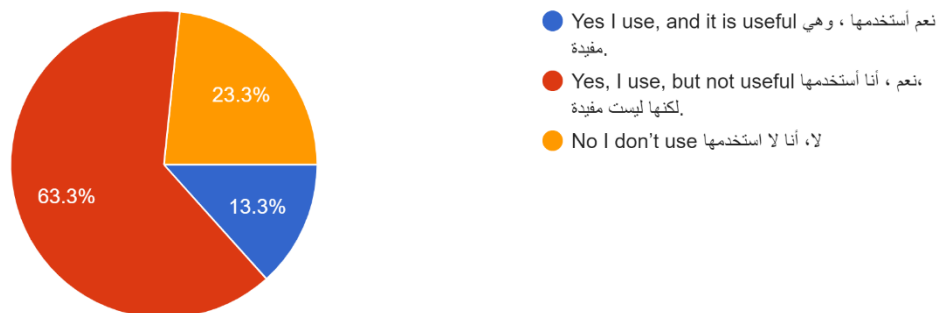 23.3%
63.3%
13.3%
Yes I use, and it is useful نعم أستخدمها ، وهي
مفيدة.
Yes, I use, but not useful نعم ، أنا أستخدمها،
لكنها ليست مفيدة.
No I don’t use لا، أنا لا استخدمها